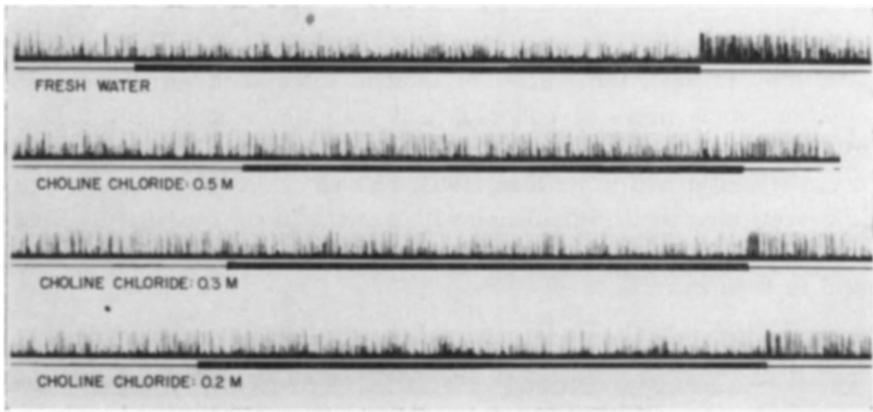 FRESH WATER
CHOLINE CHLORIDE: 0.5 M
CHOLINE CHLORIDE: 0.3 M
CHOLINE CHLORIDE: 0.2 M